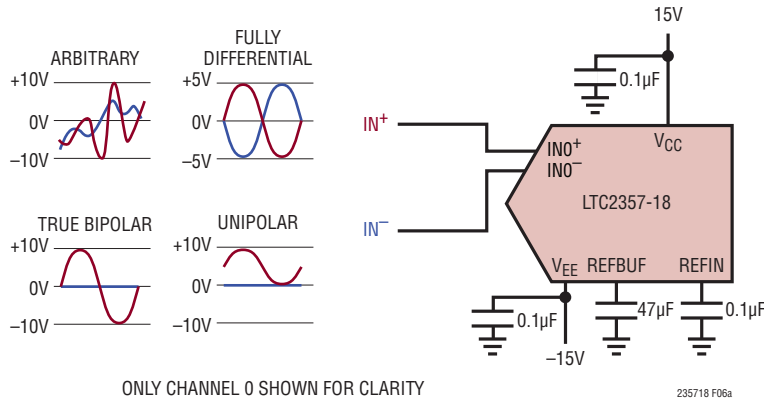 ARBITRARY
+10V
0V
–10V
FULLY
DIFFERENTIAL
+5V
0V
–5V
TRUE BIPOLAR
+10V
0V
–10V
UNIPOLAR
+10V
0V
–10V
IN+
IN–
15V
0.1µF
VCC
IN0+
IN0–
LTC2357-18
VEE REFBUF REFIN
0.1µF
47µF
0.1µF
–15V
ONLY CHANNEL 0 SHOWN FOR CLARITY
235718 F06a